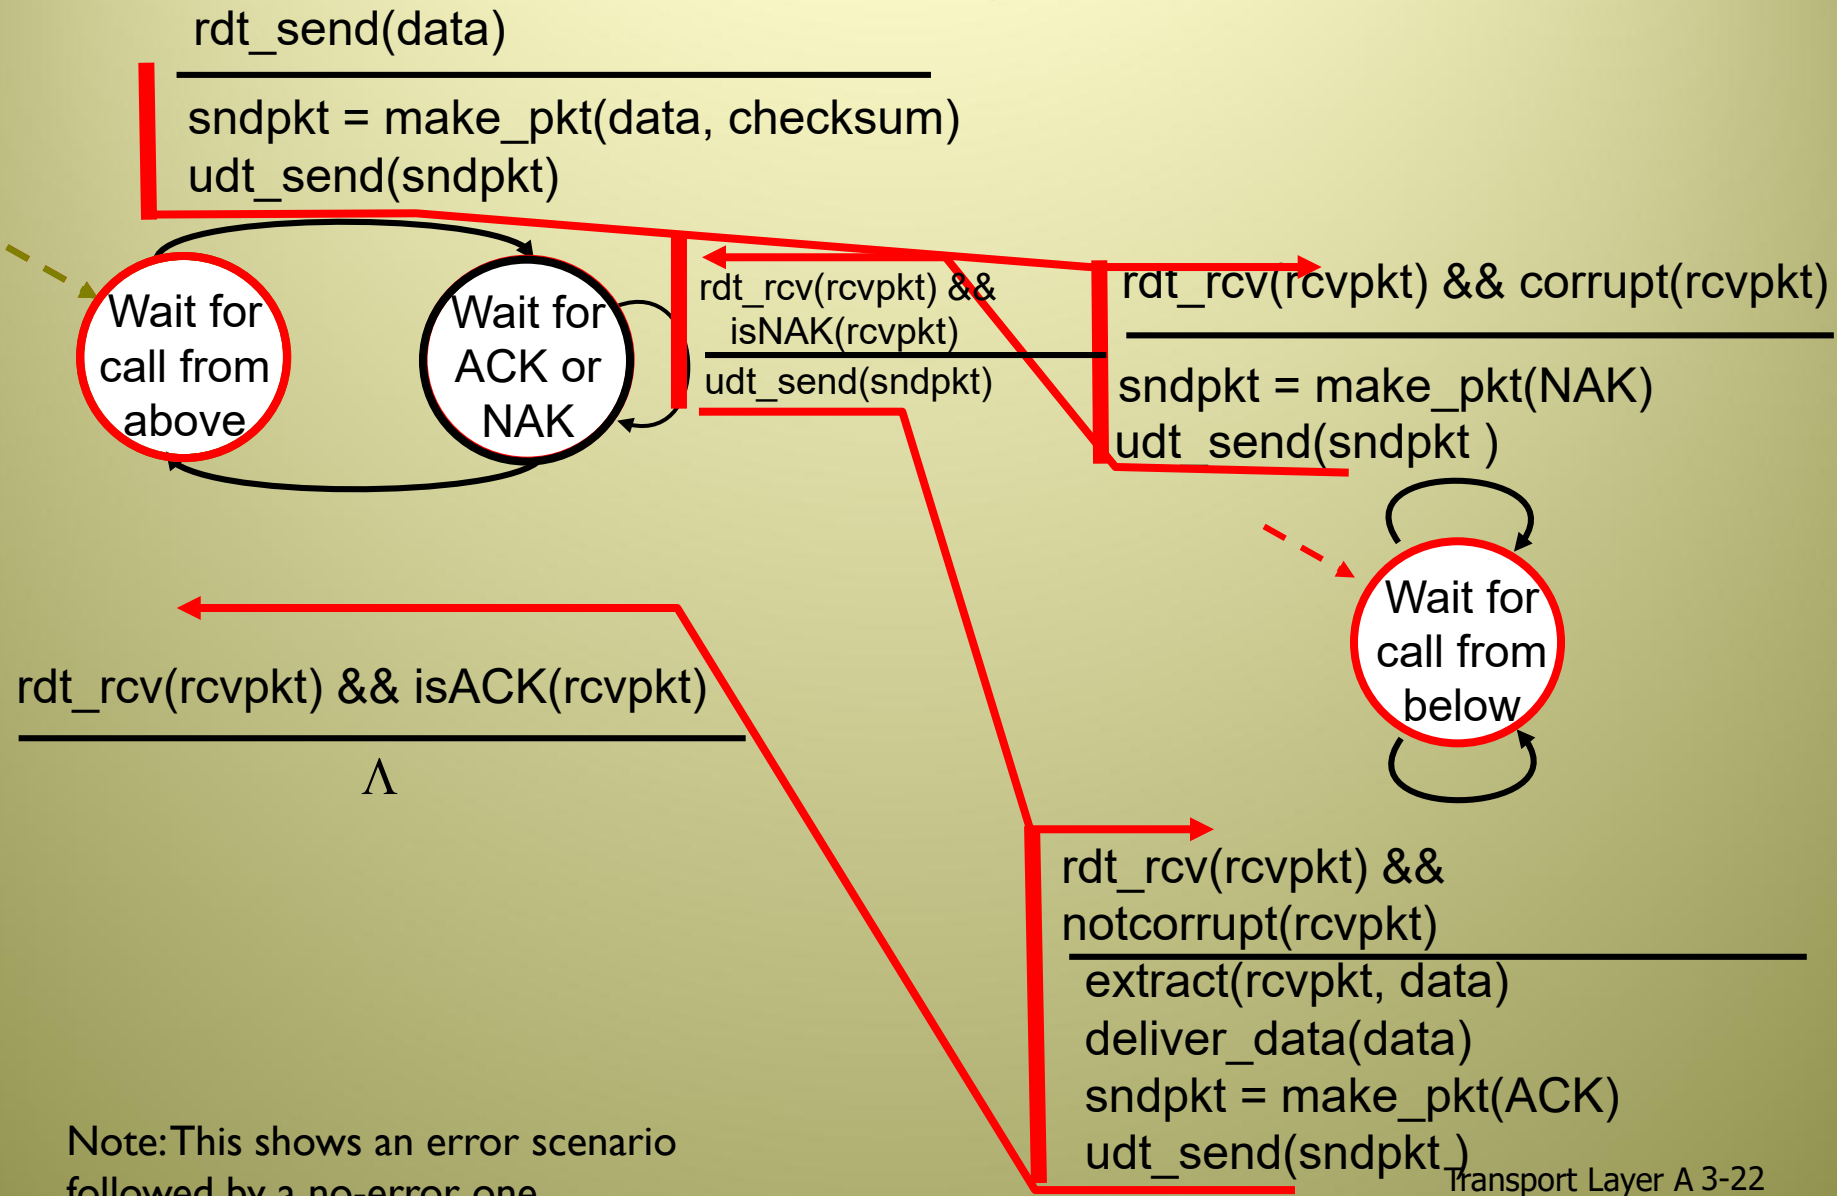 rdt_send(data)
sndpkt = make_pkt(data, checksum)
udt_send(sndpkt)
Wait for
call from
above
Wait for
ACK or
NAK
rdt_rcv(rcvpkt) &&
isNAK(rcvpkt)
udt_send(sndpkt)
rdt_rcv(rcvpkt) && corrupt(rcvpkt)
sndpkt = make_pkt(NAK)
udt_send(sndpkt )
Wait for
call from
below
rdt_rcv(rcvpkt) && isACK(rcvpkt)
Λ
rdt_rcv(rcvpkt) &&
notcorrupt(rcvpkt)
extract(rcvpkt, data)
deliver_data(data)
sndpkt = make_pkt(ACK)
udt_send(sndpkt )
Note: This shows an error scenario
followed by a no-error one
Transport Layer A 3-22